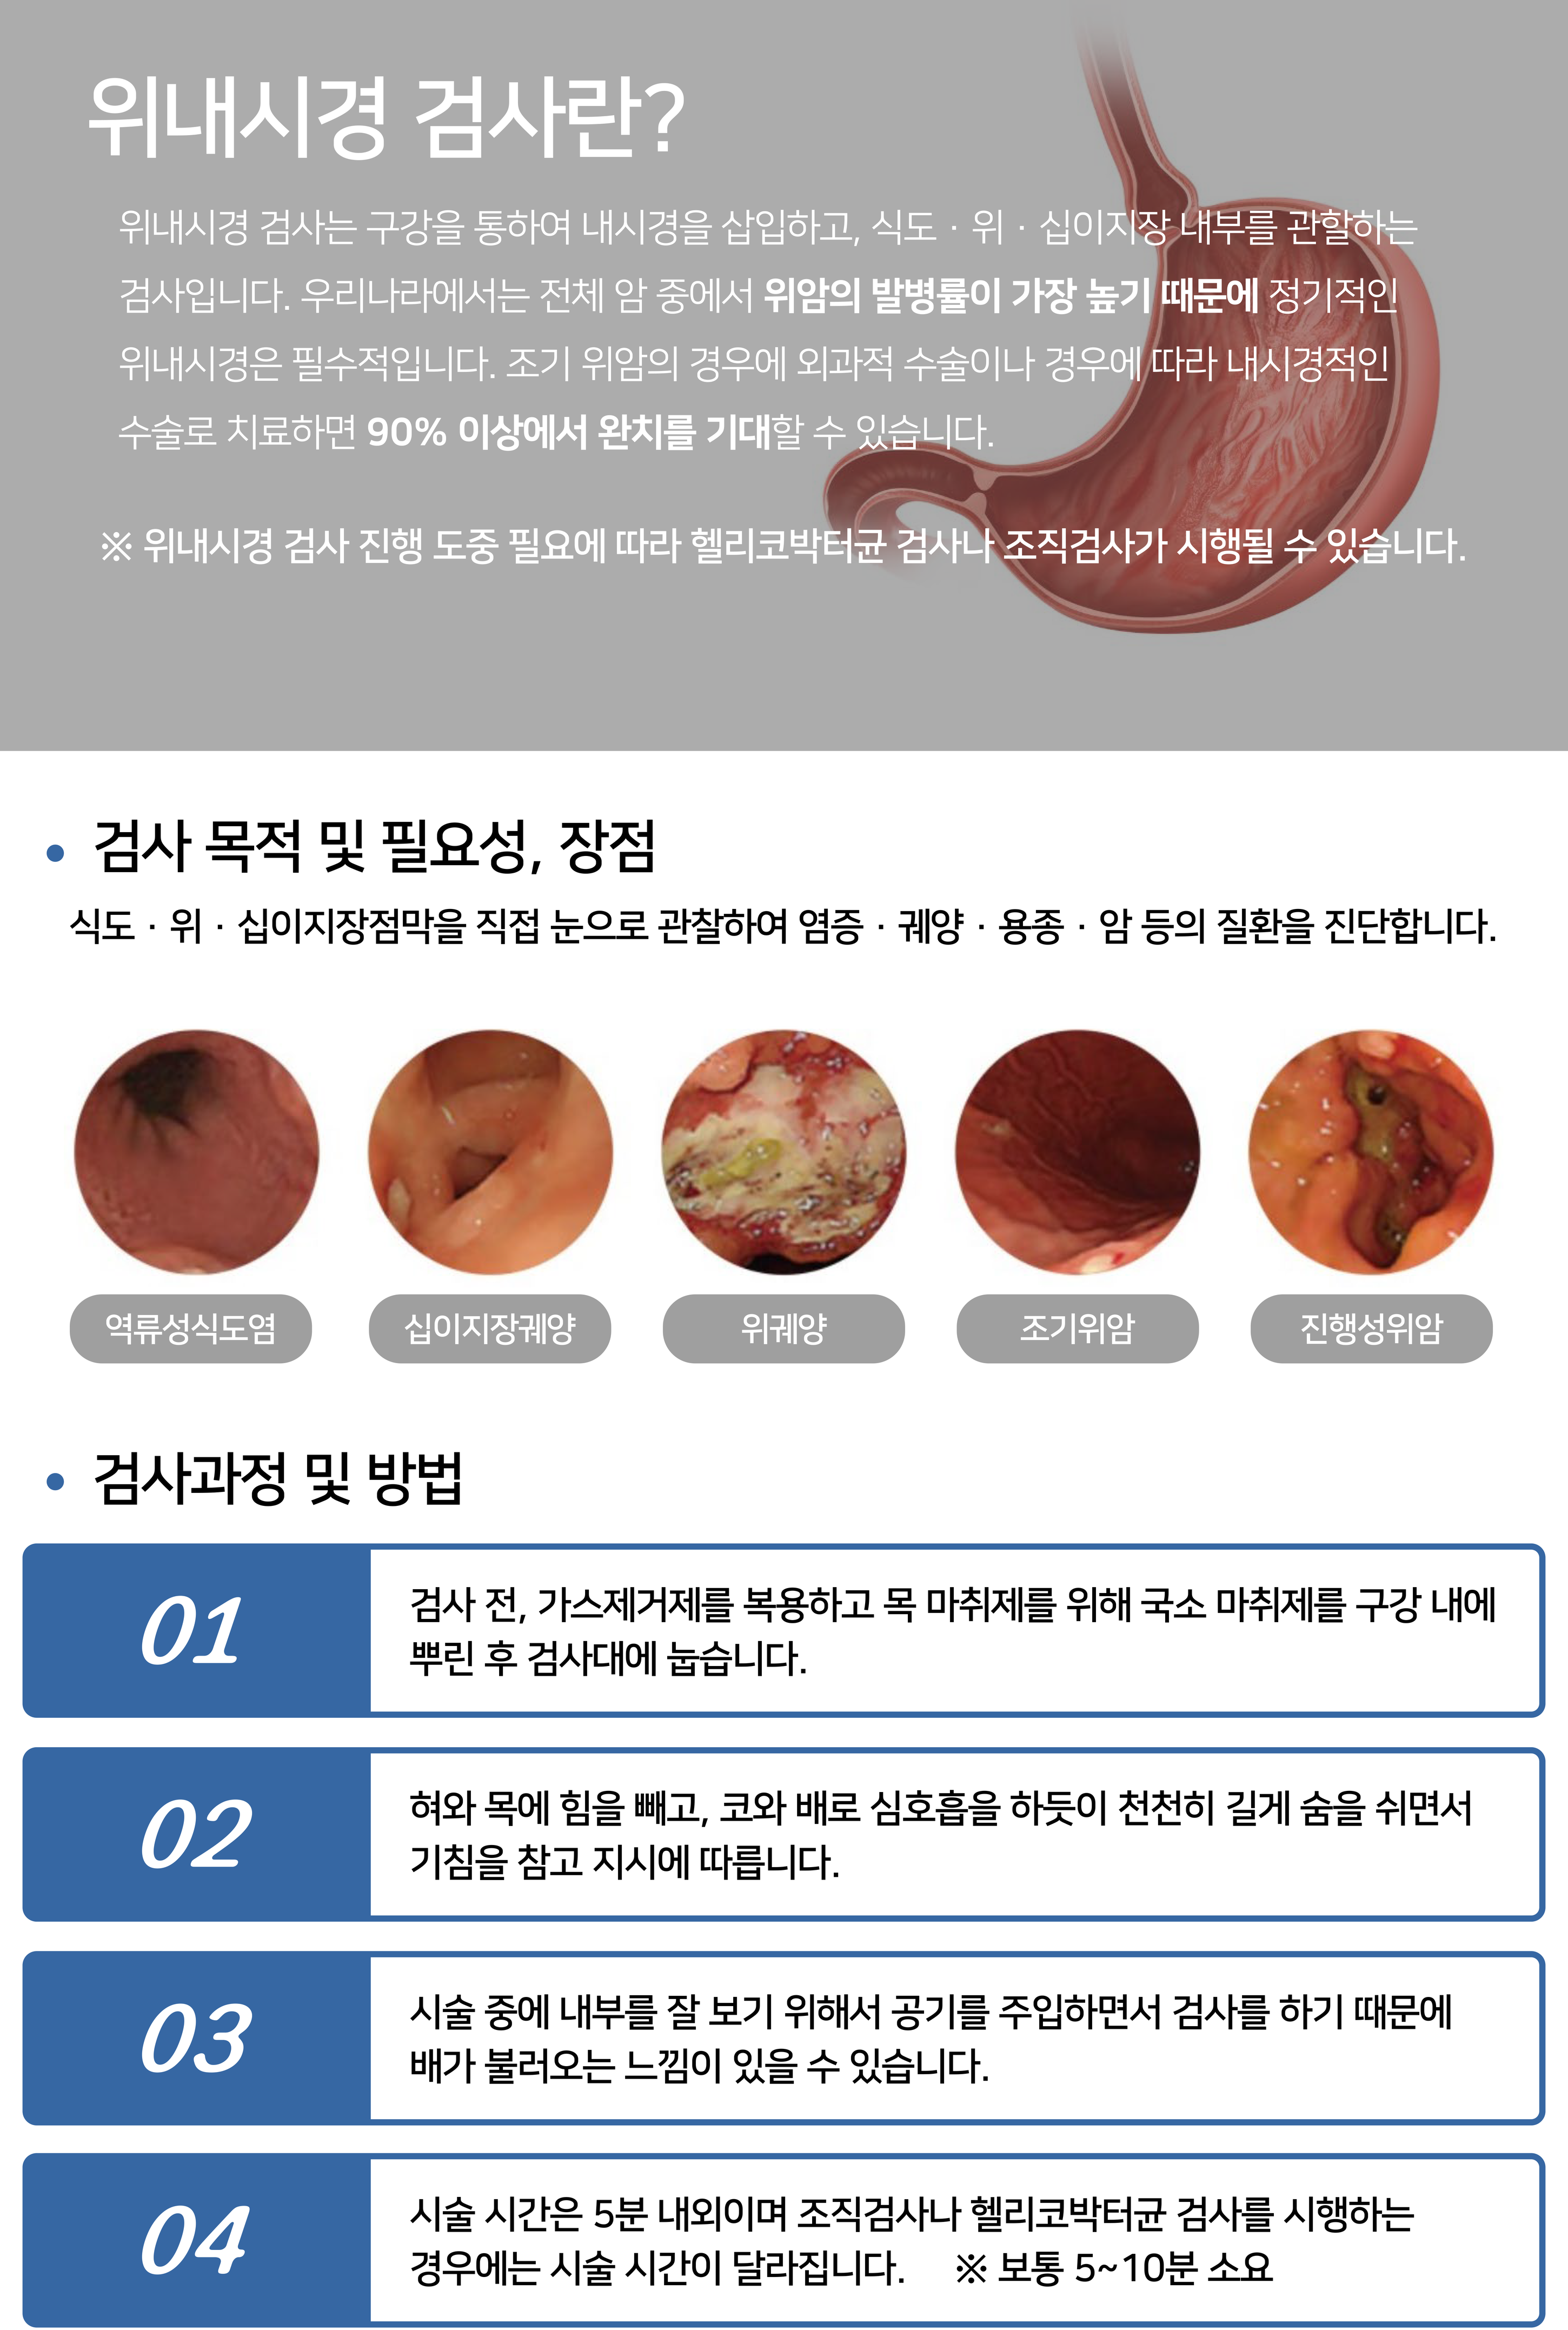 위내시경 검사란?
위내시경 검사는 구강을 통하여 내시경을 삽입하고, 식도 · 위 · 십이지장 내부를 관할하는
검사입니다. 우리나라에서는 전체 암 중에서 위암의 발병률이 가장 높기 때문에 정기적인
위내시경은 필수적입니다. 조기 위암의 경우에 외과적 수술이나 경우에 따라 내시경적인
수술로 치료하면 90% 이상에서 완치를 기대할 수 있습니다.
※ 위내시경 검사 진행 도중 필요에 따라 헬리코박터균 검사나 조직검사가 시행될 수 있습니다.
• 검사 목적 및 필요성, 장점
식도 · 위 · 십이지장점막을 직접 눈으로 관찰하여 염증 · 궤양 · 용종 · 암 등의 질환을 진단합니다.
역류성식도염 십이지장궤양 위궤양 조기위암 진행성위암
• 검사과정 및 방법
01
검사 전, 가스제거제를 복용하고 목 마취제를 위해 국소 마취제를 구강 내에
뿌린 후 검사대에 눕습니다.
02
혀와 목에 힘을 빼고, 코와 배로 심호흡을 하듯이 천천히 길게 숨을 쉬면서
기침을 참고 지시에 따릅니다.
03
시술 중에 내부를 잘 보기 위해서 공기를 주입하면서 검사를 하기 때문에
배가 불러오는 느낌이 있을 수 있습니다.
04
시술 시간은 5분 내외이며 조직검사나 헬리코박터균 검사를 시행하는
경우에는 시술 시간이 달라집니다. ※ 보통 5~10분 소요